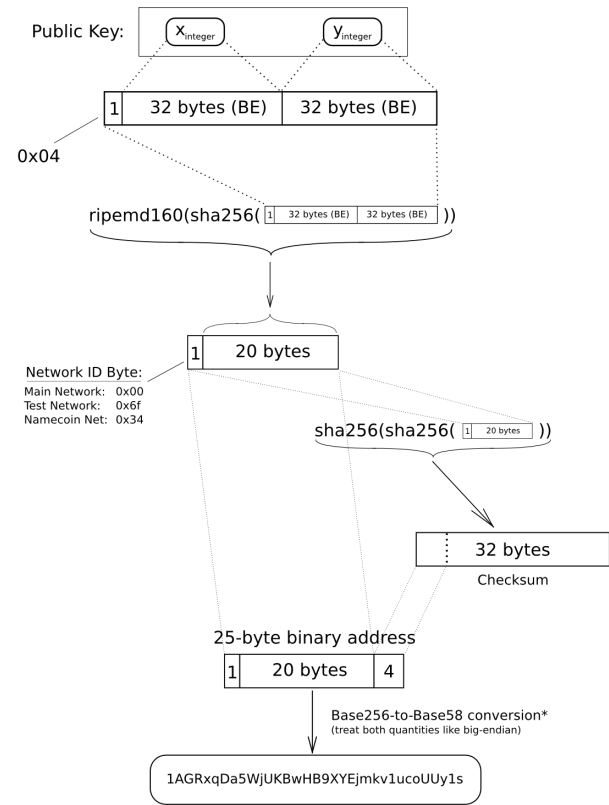 Public Key:
x integer
y integer
1
32 bytes (BE)
32 bytes (BE)
0x04
ripemd160(sha256( 1 32 bytes (BE) 32 bytes (BE) ))
1
20 bytes
Network ID Byte:
Main Network: 0x00
Test Network: 0x6f
Namecoin Net: 0x34
sha256(sha256( 1 20 bytes ))
32 bytes
Checksum
25-byte binary address
1
20 bytes
4
Base256-to-Base58 conversion*
(treat both quantities like big-endian)
1AGRxqDa5WjUKBwHB9XYEjmkv1ucoUUy1s